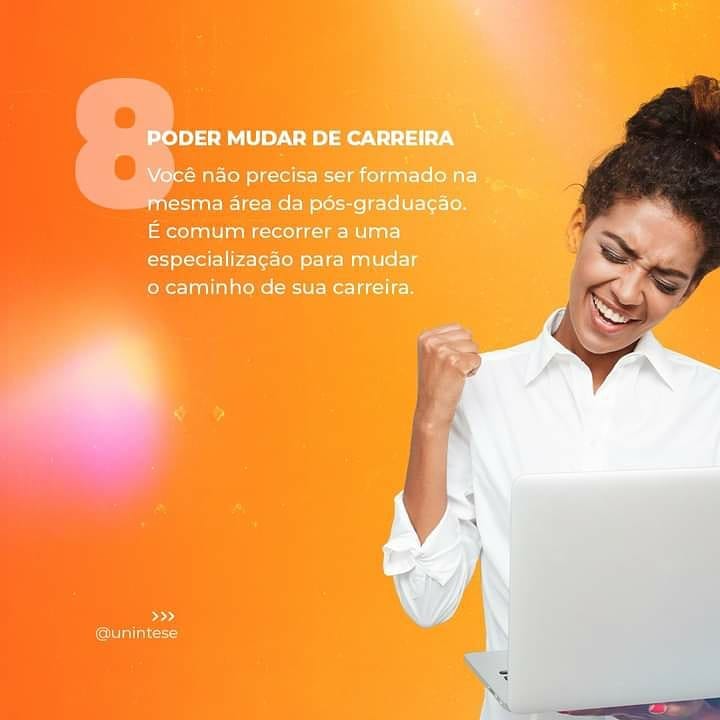 8
PODER MUDAR DE CARREIRA
Você não precisa ser formado na
mesma área da pós-graduação.
É comum recorrer a uma
especialização para mudar
o caminho de sua carreira.
>>>
@unintese